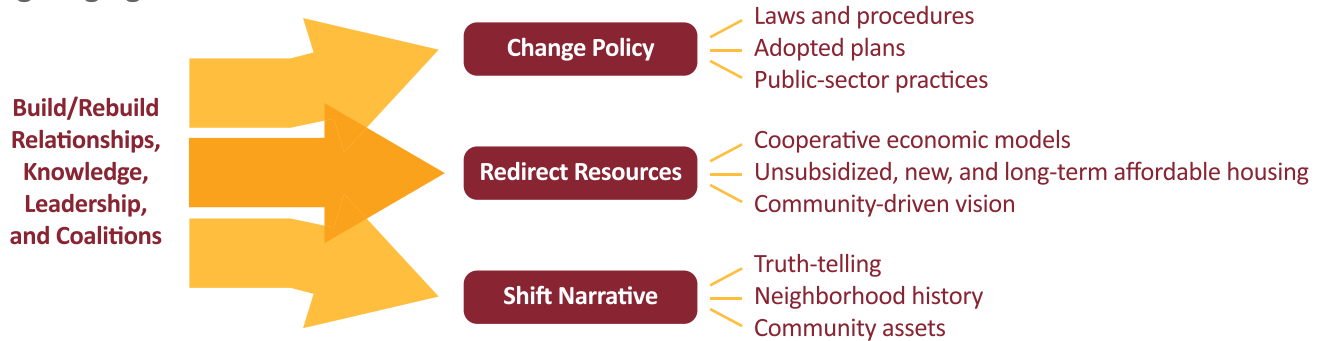 Build/Rebuild
Relationships,
Knowledge,
Leadership,
and Coalitions
Change Policy
Laws and procedures
Adopted plans
Public-sector practices
Redirect Resources
Cooperative economic models
Unsubsidized, new, and long-term affordable housing
Community-driven vision
Shift Narrative
Truth-telling
Neighborhood history
Community assets